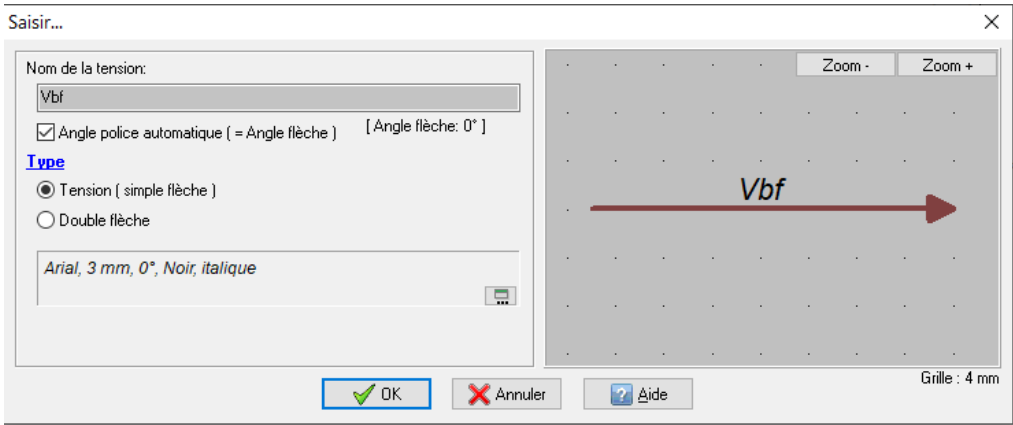 Saisir...
Nom de la tension:
Vbf
Angle police automatique ( = Angle flèche )
[ Angle flèche: 0° ]
Type
Tension ( simple flèche )
Double flèche
Arial, 3 mm, 0°, Noir, italique
Zoom -
Zoom +
Vbf
Grille : 4 mm
OK
Annuler
Aide